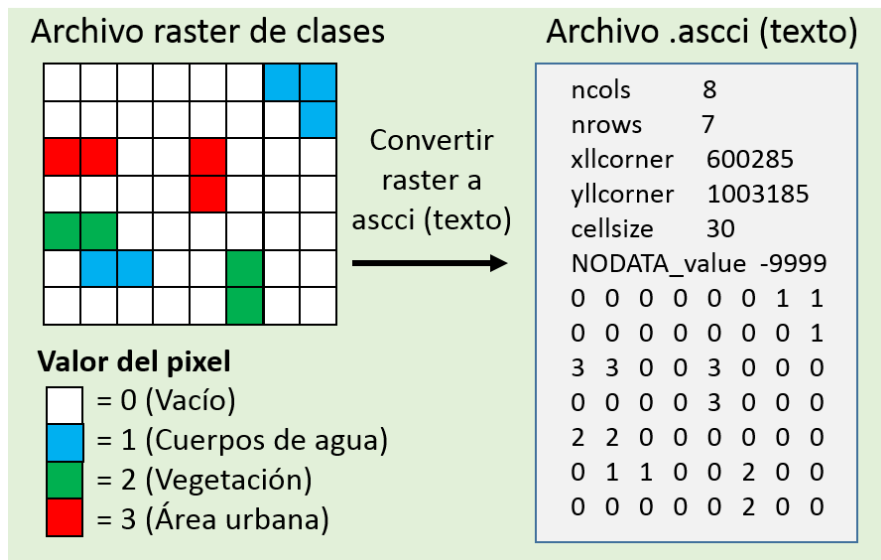 Archivo raster de clases
Convertir
raster a
ascci (texto)
Valor del pixel
= 0 (Vacío)
= 1 (Cuerpos de agua)
= 2 (Vegetación)
= 3 (Área urbana)
Archivo .ascci (texto)
ncols 8
nrows 7
xllcorner 600285
yllcorner 1003185
cellsize 30
NODATA_value -9999
0 0 0 0 0 0 1 1
0 0 0 0 0 0 0 1
3 3 0 0 3 0 0 0
0 0 0 0 3 0 0 0
2 2 0 0 0 0 0 0
0 1 1 0 0 2 0 0
0 0 0 0 0 2 0 0